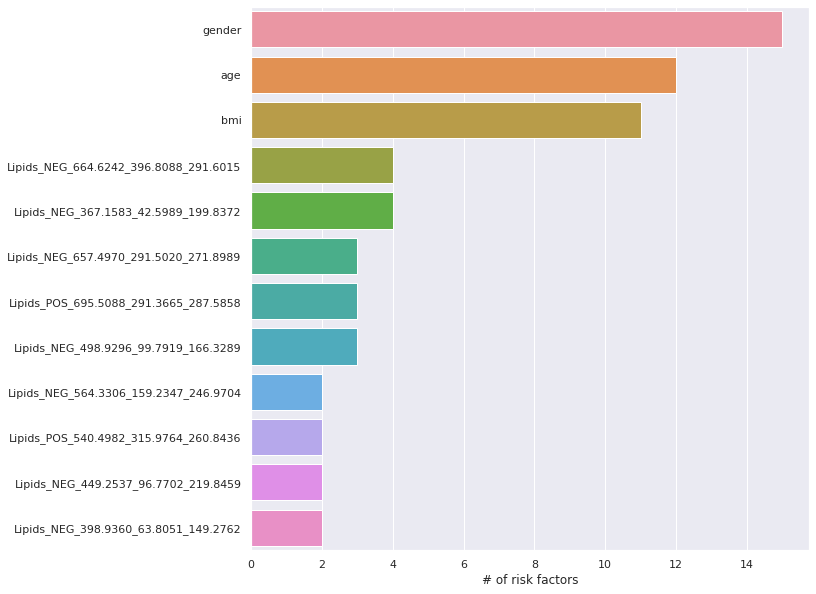 gender
age
bmi
Lipids_NEG_664.6242_396.8088_291.6015
Lipids_NEG_367.1583_42.5989_199.8372
Lipids_NEG_657.4970_291.5020_271.8989
Lipids_POS_695.5088_291.3665_287.5858
Lipids_NEG_498.9296_99.7919_166.3289
Lipids_NEG_564.3306_159.2347_246.9704
Lipids_POS_540.4982_315.9764_260.8436
Lipids_NEG_449.2537_96.7702_219.8459
Lipids_NEG_398.9360_63.8051_149.2762
0 2 4 6 8 10 12 14
# of risk factors